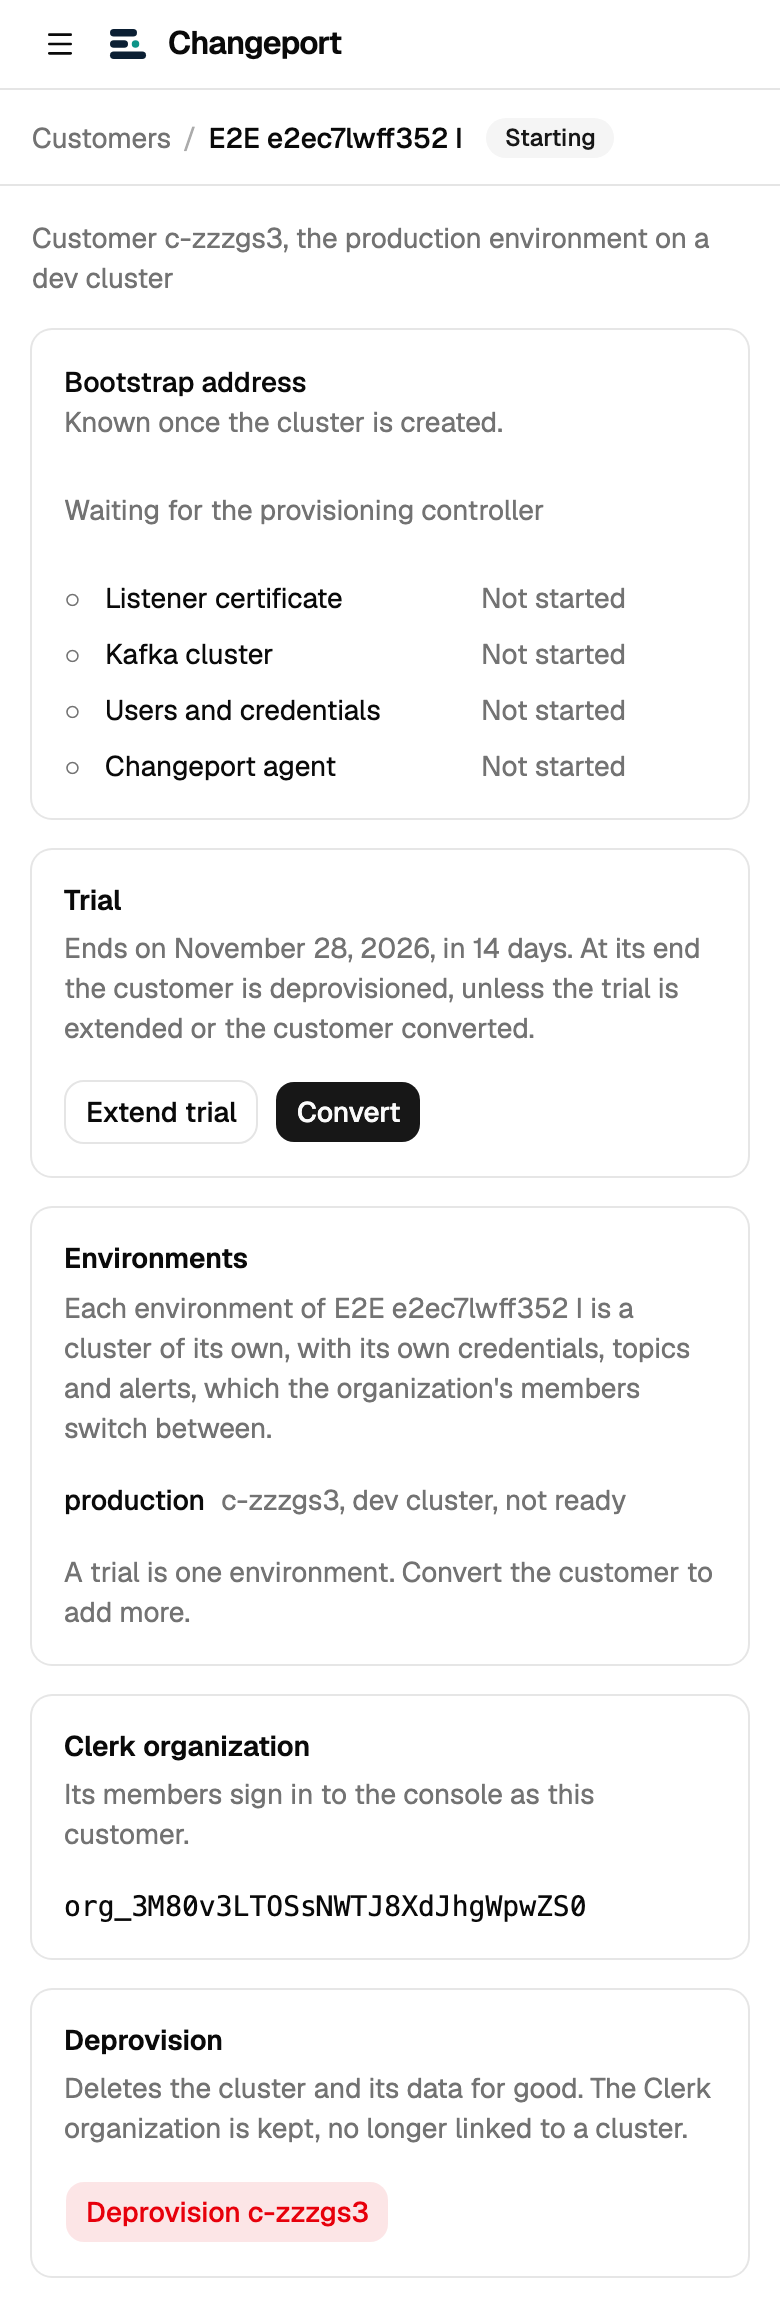 Changeport
Customers / E2E e2ec7lwff352 I Starting
Customer c-zzzgs3, the production environment on a
dev cluster
Bootstrap address
Known once the cluster is created.
Waiting for the provisioning controller
Listener certificate Not started
Kafka cluster Not started
Users and credentials Not started
Changeport agent Not started
Trial
Ends on November 28, 2026, in 14 days. At its end
the customer is deprovisioned, unless the trial is
extended or the customer converted.
Extend trial Convert
Environments
Each environment of E2E e2ec7lwff352 I is a
cluster of its own, with its own credentials, topics
and alerts, which the organization's members
switch between.
production c-zzzgs3, dev cluster, not ready
A trial is one environment. Convert the customer to
add more.
Clerk organization
Its members sign in to the console as this
customer.
org_3M80v3LTOSsNWTJ8XdJhgWpwZS0
Deprovision
Deletes the cluster and its data for good. The Clerk
organization is kept, no longer linked to a cluster.
Deprovision c-zzzgs3